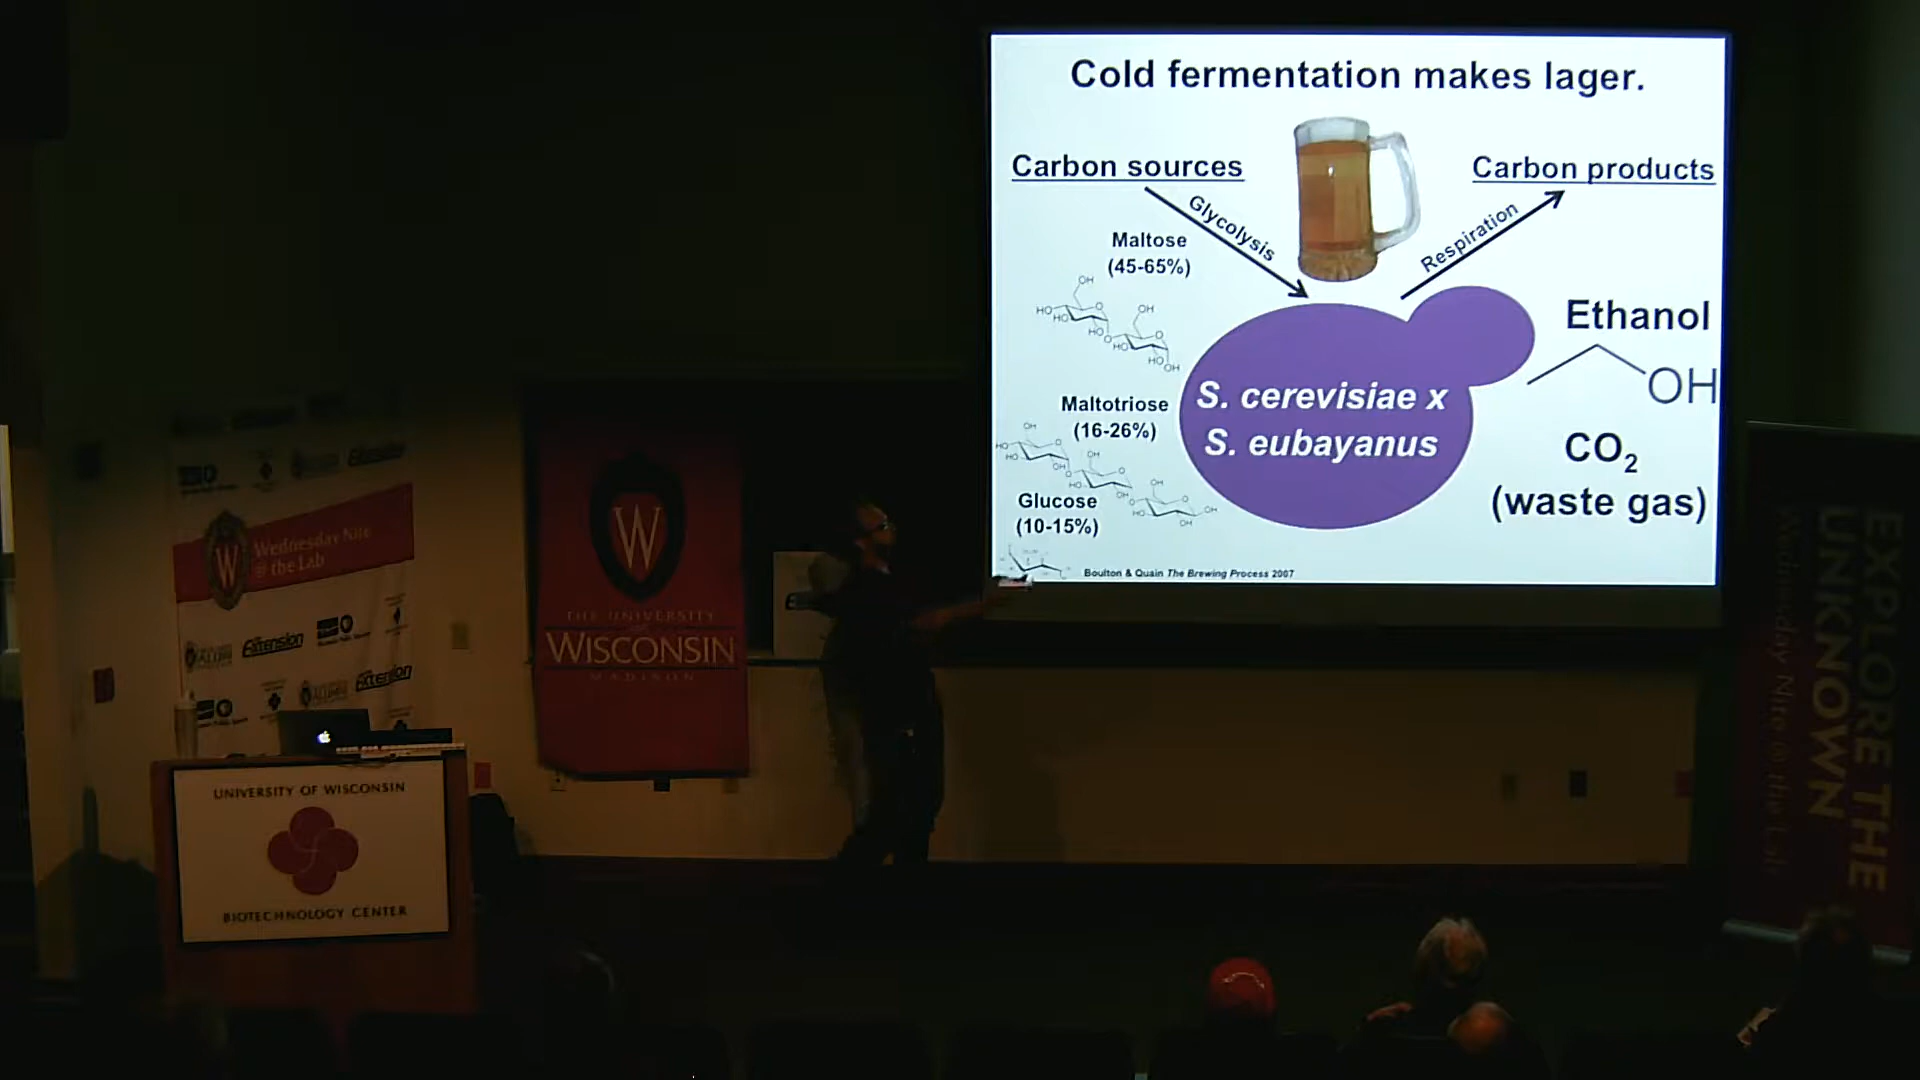 Cold fermentation makes lager.
Carbon sources
Carbon products
Glycolysis
Respiration
Maltose
(45-65%)
Ethanol
OH
S. cerevisiae x
S. eubayanus
Maltotriose
(16-26%)
CO2
(waste gas)
Glucose
(10-15%)
Boulton & Quain The Brewing Process 2007
Extension
W
Wednesday Nite
@ the Lab
Extension
Extension
W
THE UNIVERSITY
WISCONSIN
MADISON
UNIVERSITY OF WISCONSIN
BIOTECHNOLOGY CENTER
EXPLORE THE
UNKNOWN
Wednesday Nite @ the Lab